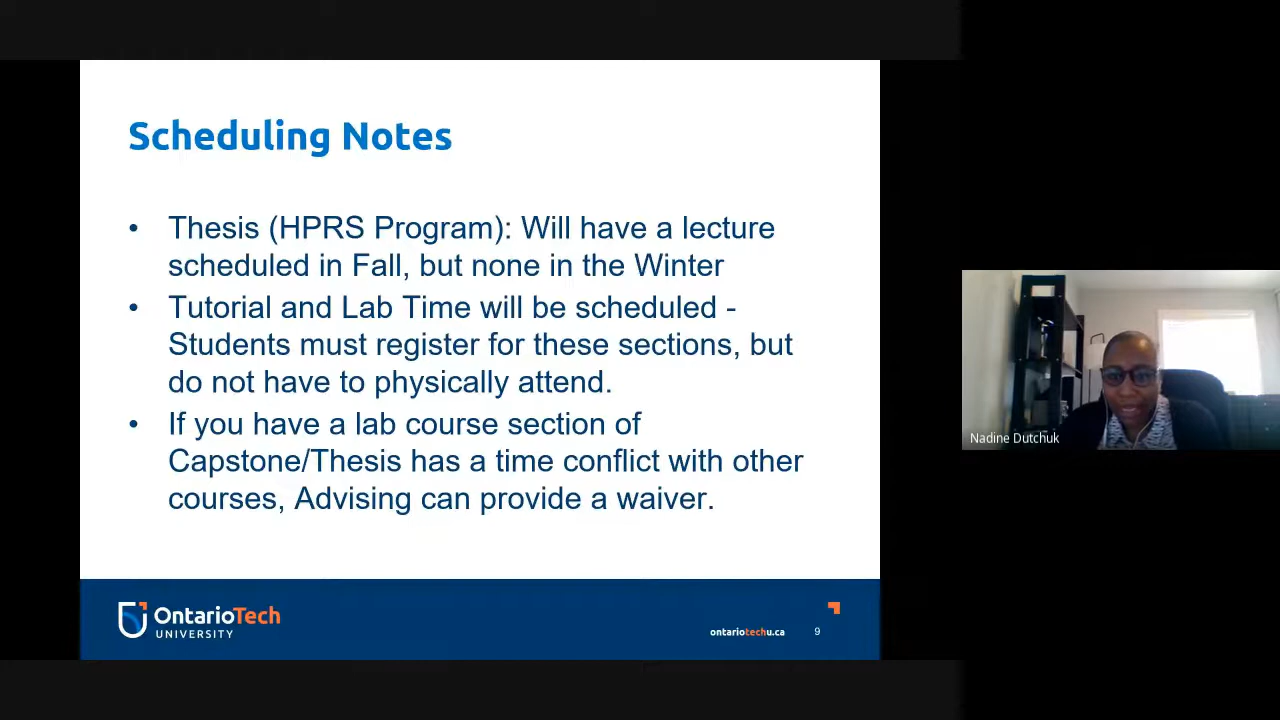 Scheduling Notes
• Thesis (HPRS Program): Will have a lecture
scheduled in Fall, but none in the Winter
• Tutorial and Lab Time will be scheduled -
Students must register for these sections, but
do not have to physically attend.
• If you have a lab course section of
Capstone/Thesis has a time conflict with other
courses, Advising can provide a waiver.
OntarioTech
UNIVERSITY
ontariotechu.ca
9
Nadine Dutchuk